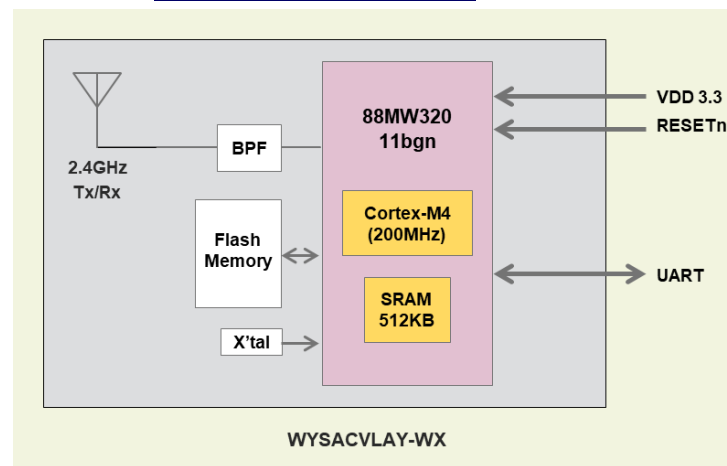 2.4GHz
Tx/Rx
BPF
Flash
Memory
X'tal
88MW320
11bgn
Cortex-M4
(200MHz)
SRAM
512KB
VDD 3.3
RESETn
UART
WYSACVLAY-WX